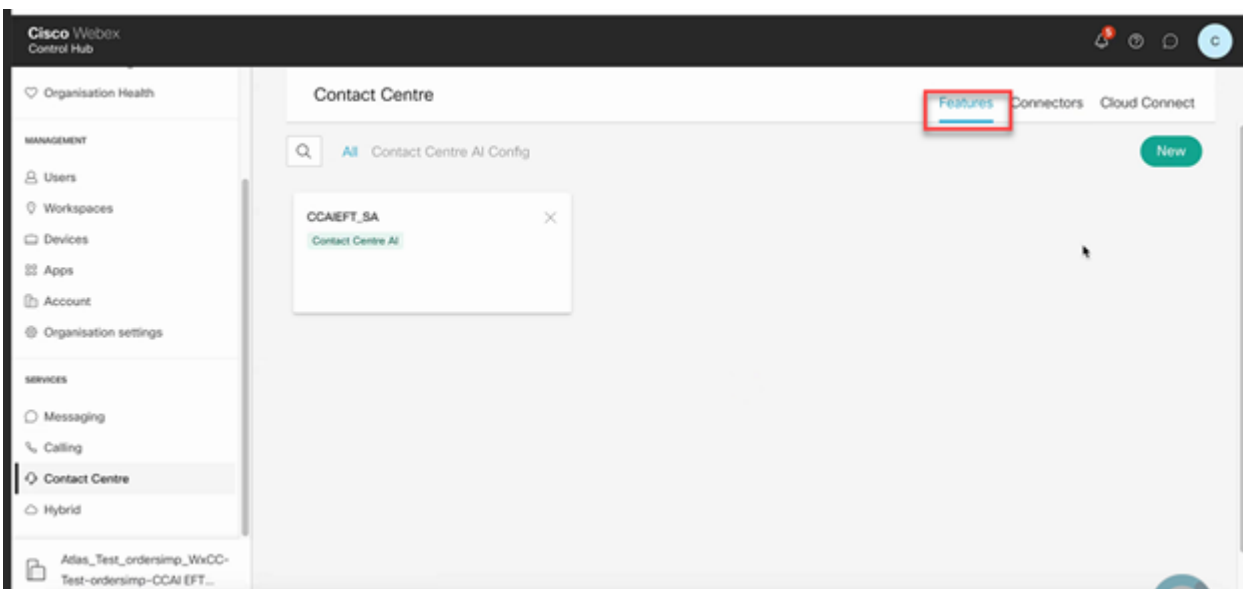 Cisco Webex
Control Hub
5
C
Organisation Health
MANAGEMENT
Users
Workspaces
Devices
Apps
Account
Organisation settings
SERVICES
Messaging
Calling
Contact Centre
Hybrid
Atlas_Test_ordersimp_WxCC-
Test-ordersimp-CCAI EFT...
Contact Centre
Features Connectors Cloud Connect
All Contact Centre AI Config
New
CCAIEFT_SA
Contact Centre AI